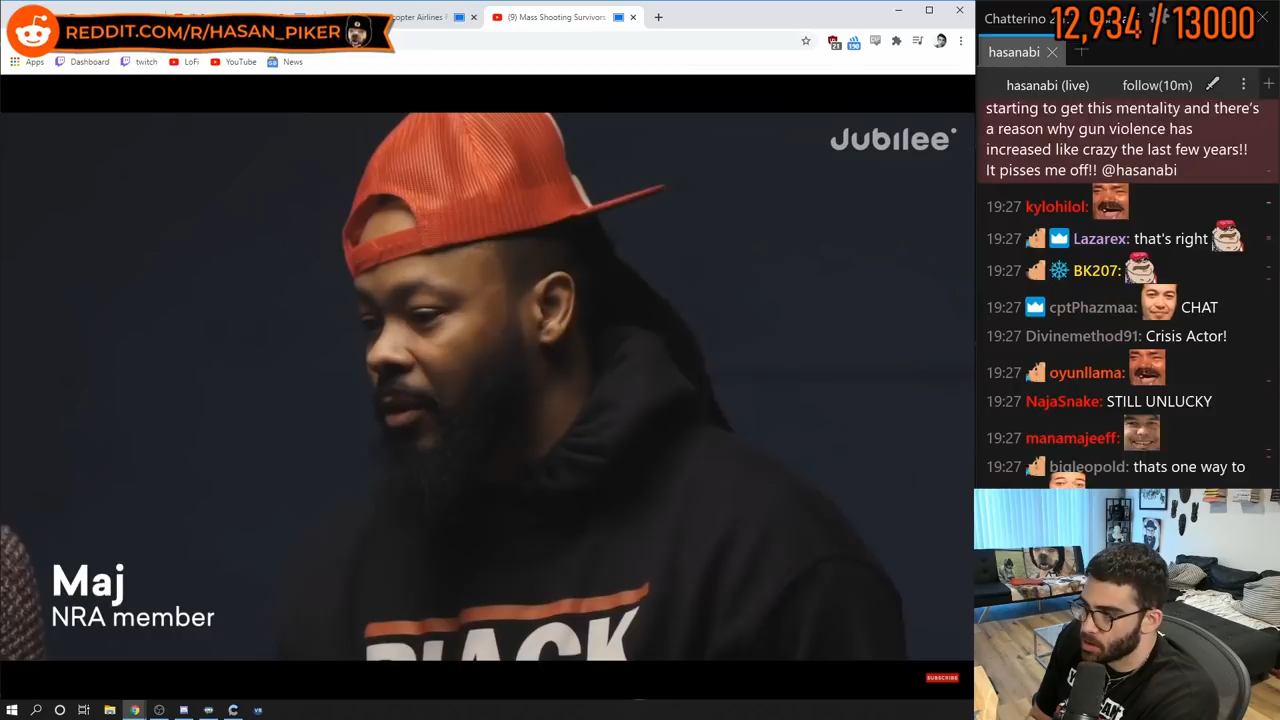 REDDIT.COM/R/HASAN_PIKER
copter Airlines
(9) Mass Shooting Survivors
Apps
Dashboard
twitch
LoFi
YouTube
News
Jubilee
Maj
NRA member
BLACK
SUBSCRIBE
Chatterino
12,934 / 13000
hasanabi
hasanabi (live)
follow(10m)
starting to get this mentality and there's
a reason why gun violence has
increased like crazy the last few years!!
It pisses me off!! @hasanabi
19:27 kylohilol:
19:27 Lazarex: that's right
19:27 BK207:
19:27 cptPhazmaa: CHAT
19:27 Divinemethod91: Crisis Actor!
19:27 oyunllama:
19:27 NajaSnake: STILL UNLUCKY
19:27 manamajeeff:
19:27 bigleopold: thats one way to